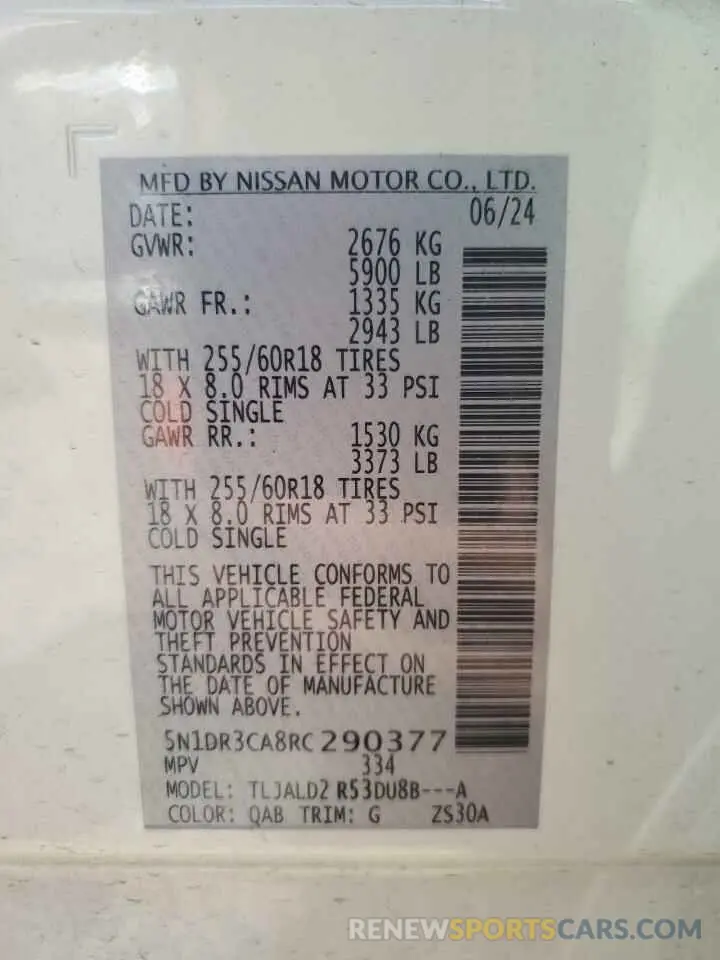 MFD BY NISSAN MOTOR CO., LTD.
DATE: 06/24
GVWR: 2676 KG
5900 LB
GAWR FR.: 1335 KG
2943 LB
WITH 255/60R18 TIRES
18 X 8.0 RIMS AT 33 PSI
COLD SINGLE
GAWR RR.: 1530 KG
3373 LB
WITH 255/60R18 TIRES
18 X 8.0 RIMS AT 33 PSI
COLD SINGLE
THIS VEHICLE CONFORMS TO
ALL APPLICABLE FEDERAL
MOTOR VEHICLE SAFETY AND
THEFT PREVENTION
STANDARDS IN EFFECT ON
THE DATE OF MANUFACTURE
SHOWN ABOVE.
5N1DR3CA8RC290377
MPV 334
MODEL: TLJALD2 R53DU8B---A
COLOR: QAB TRIM: G ZS30A
RENEWSPORTSCARS.COM